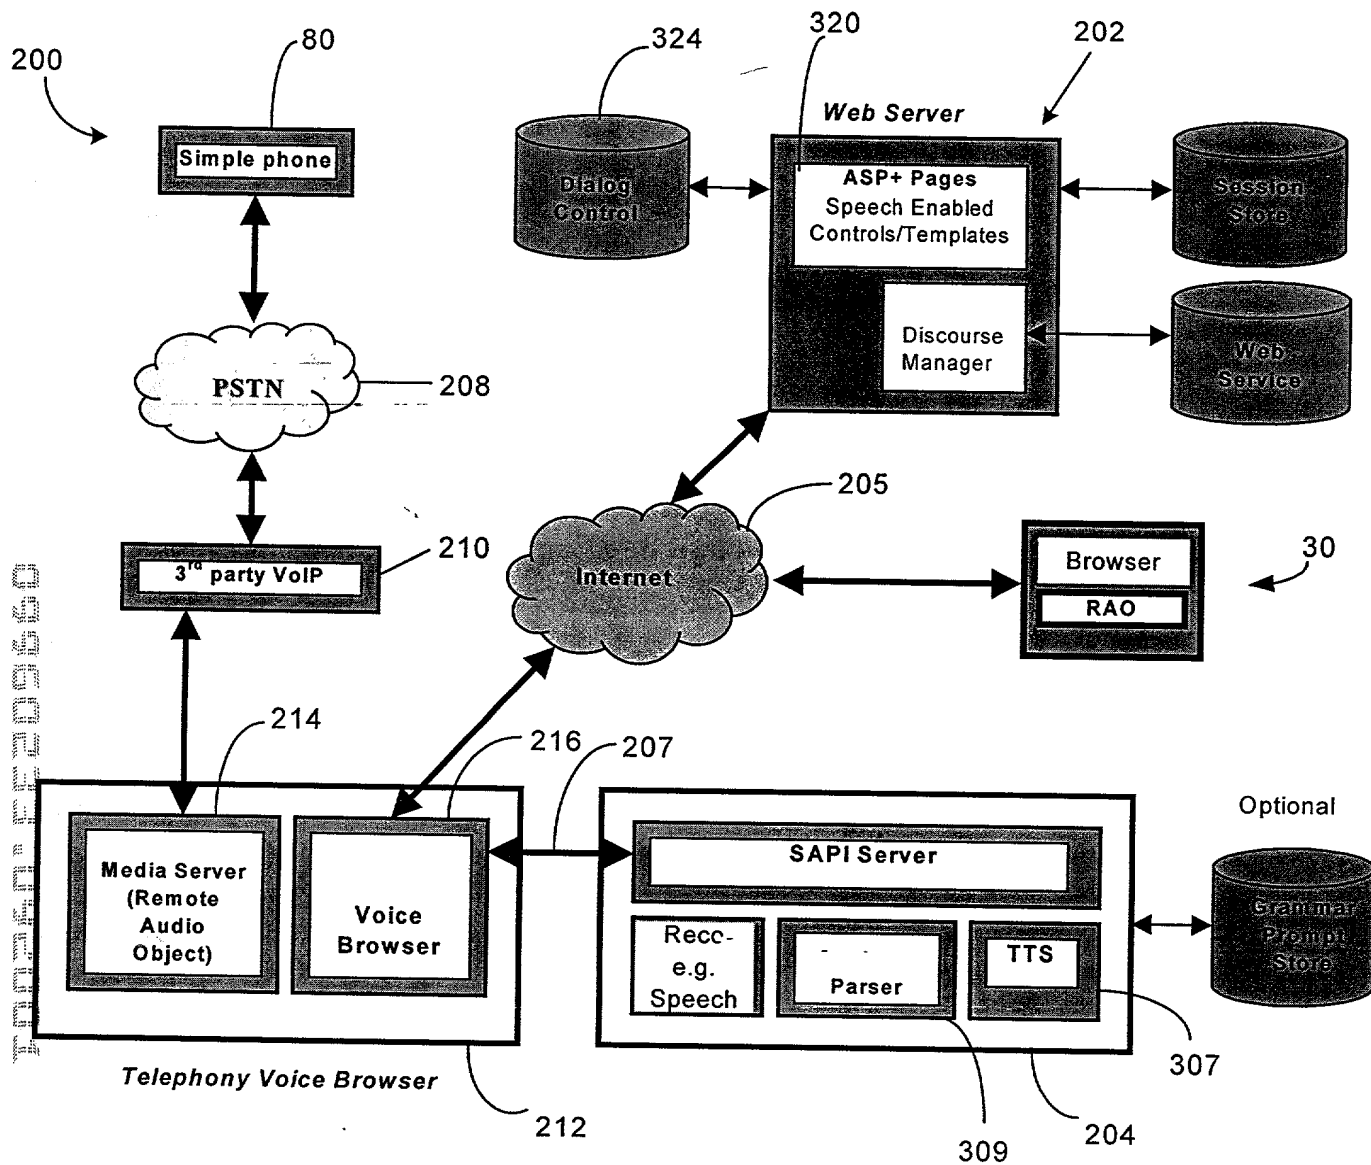 200
80
324
320
202
Web Server
Simple phone
Dialog
Control
ASP+ Pages
Speech Enabled
Controls/Templates
Session
Store
Discourse
Manager
Web
Service
PSTN
208
205
3rd party VoIP
210
Internet
Browser
RAO
30
214
216
207
Optional
Media Server
(Remote
Audio
Object)
Voice
Browser
SAPI Server
Reco-
e.g.
Speech
Parser
TTS
Grammar
Prompt
Store
307
Telephony Voice Browser
212
309
204